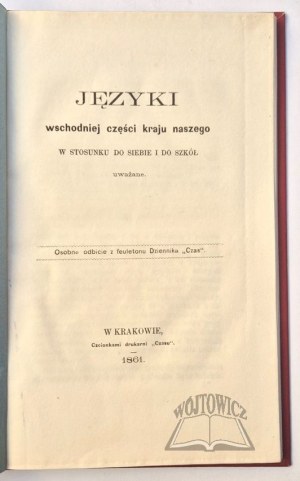 JĘZYKI
wschodniej części kraju naszego
W STOSUNKU DO SIEBIE I DO SZKÓŁ
uważane.
Osobne odbicie z feuletonu Dziennika „Czas“.
W KRAKOWIE,
Czcionkami drukarni „Czasu“.
1861.
WÓJTOWICZ